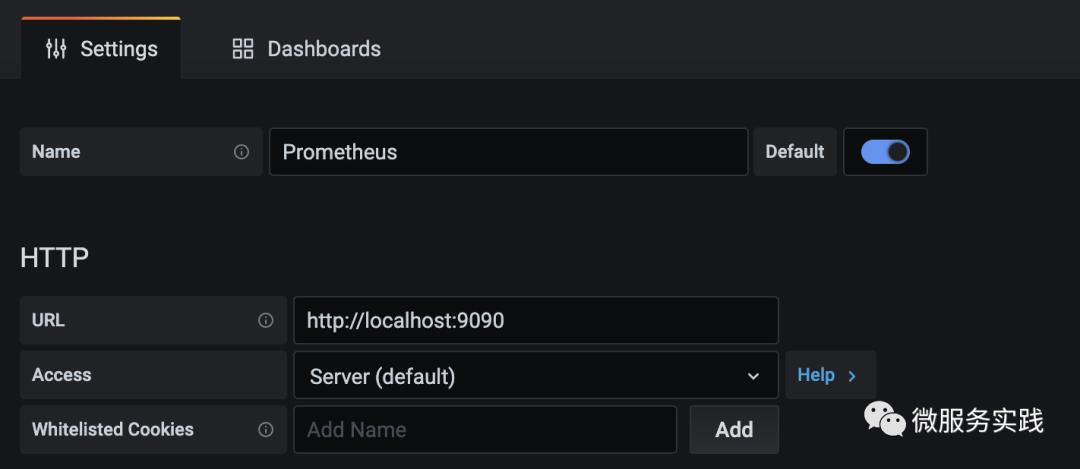 Settings Dashboards
Name Prometheus Default
HTTP
URL http://localhost:9090
Access Server (default) Help >
Whitelisted Cookies Add Name Add
微服务实践